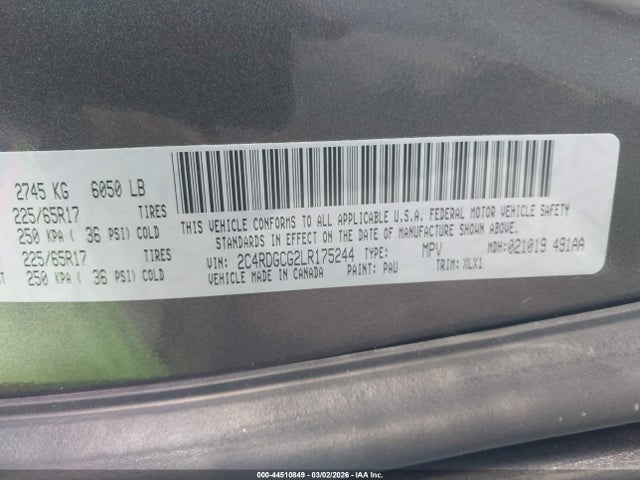 2745 KG 6050 LB
225/65R17 TIRES
250 KPA ( 36 PSI) COLD
225/65R17 TIRES
250 KPA ( 36 PSI) COLD
THIS VEHICLE CONFORMS TO ALL APPLICABLE U.S.A. FEDERAL MOTOR VEHICLE SAFETY
STANDARDS IN EFFECT ON THE DATE OF MANUFACTURE SHOWN ABOVE.
VIN: 2C4RDGCG2LR175244 TYPE: MPV MDH:021019 491AA
VEHICLE MADE IN CANADA PAINT: PAU TRIM: XLX1
000-44510849 | 03/02/2026 | IAA Inc.